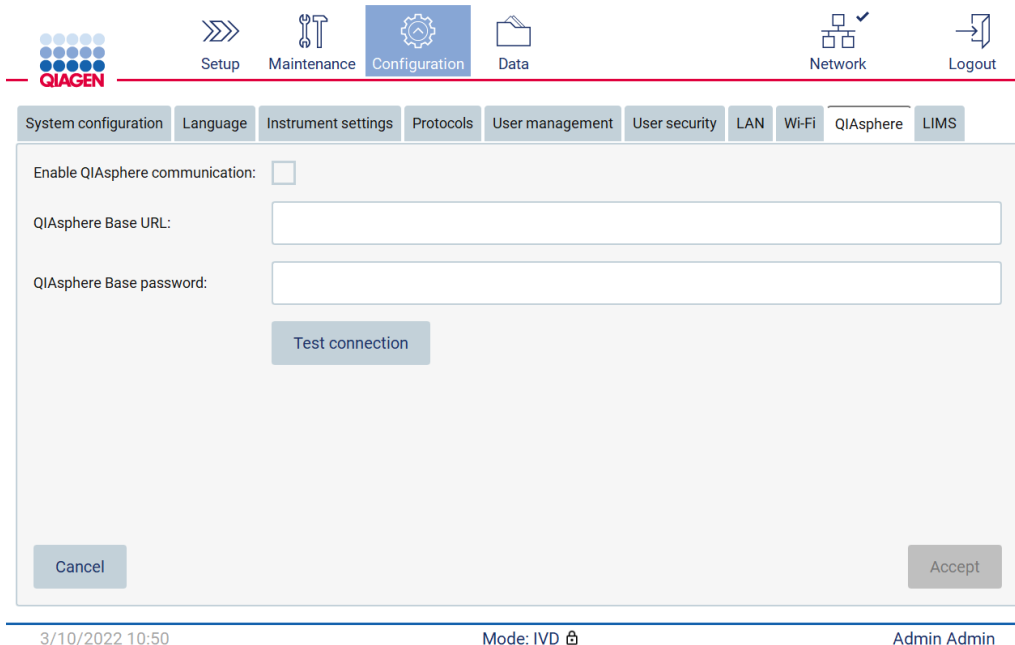 QIAGEN
Setup Maintenance Configuration Data Network Logout
System configuration Language Instrument settings Protocols User management User security LAN Wi-Fi QIAsphere LIMS
Enable QIAsphere communication:
QIAsphere Base URL:
QIAsphere Base password:
Test connection
Cancel Accept
3/10/2022 10:50 Mode: IVD Admin Admin